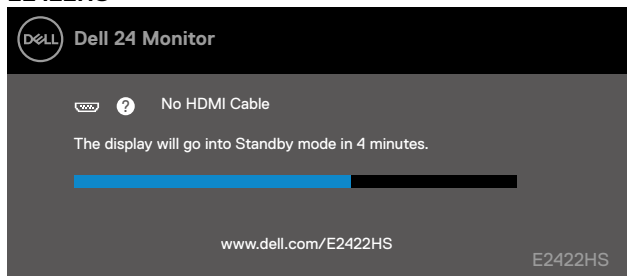 E2422HS
DELL Dell 24 Monitor
? No HDMI Cable
The display will go into Standby mode in 4 minutes.
www.dell.com/E2422HS
E2422HS